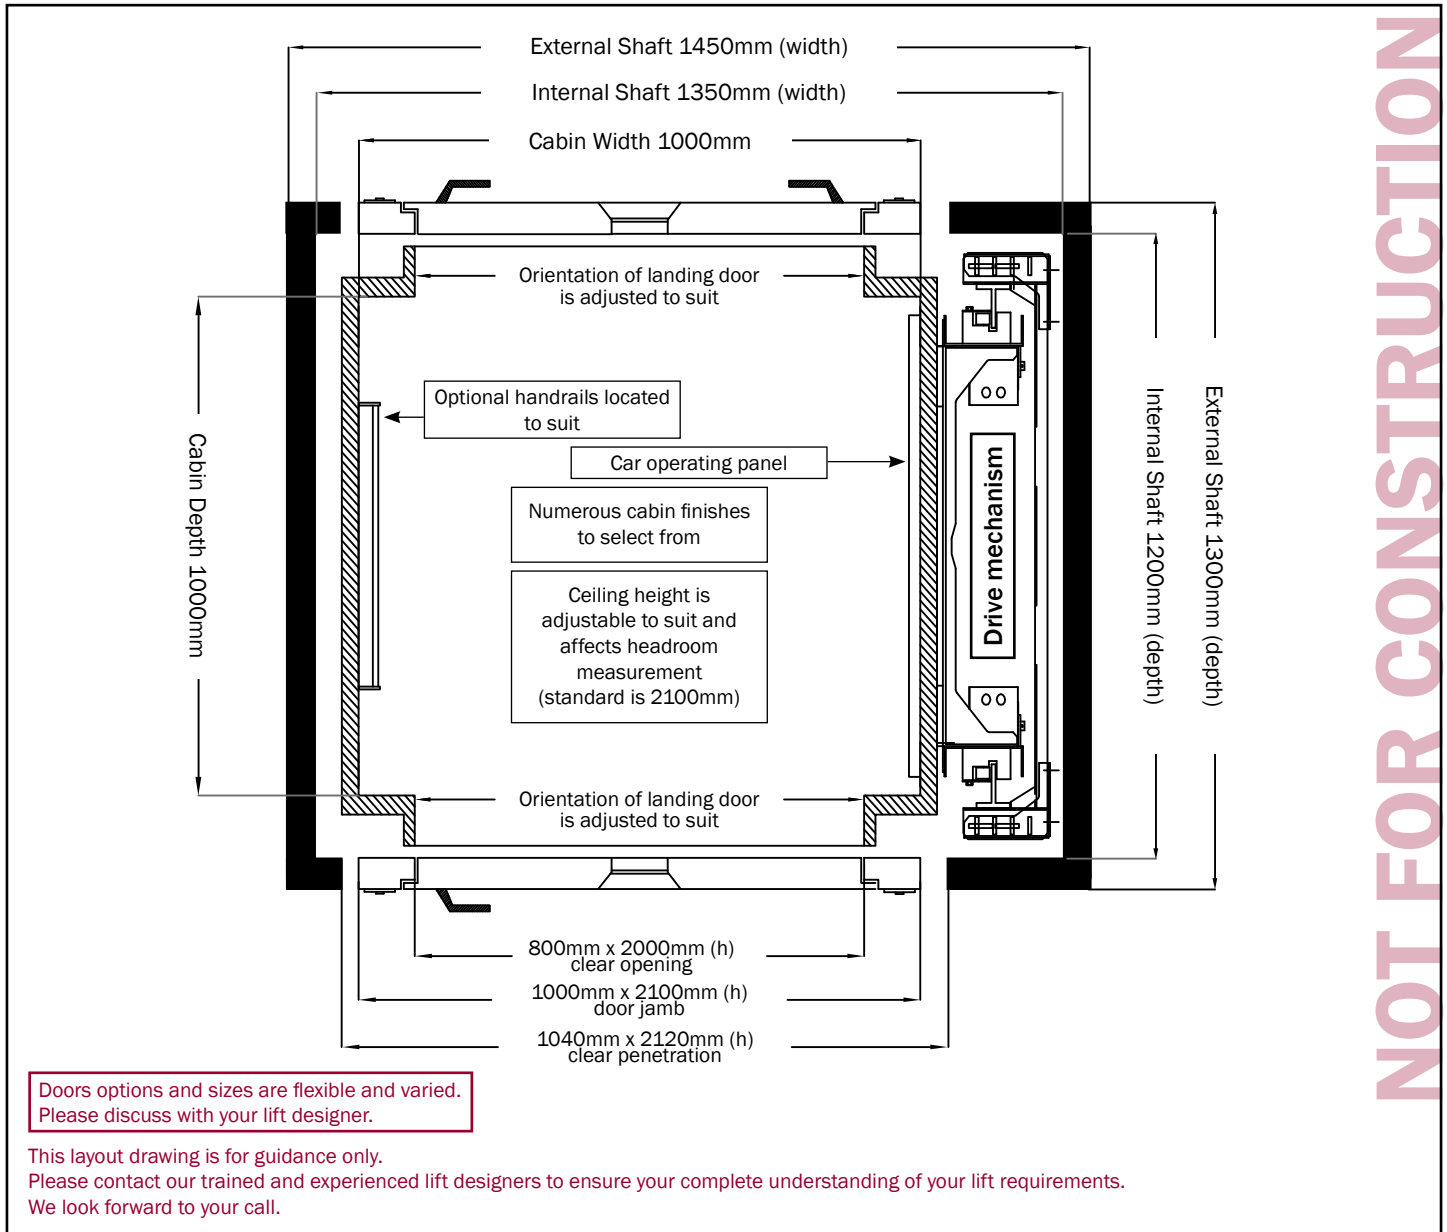 External Shaft 1450mm (width)
Internal Shaft 1350mm (width)
Cabin Width 1000mm
Orientation of landing door
is adjusted to suit
Optional handrails located
to suit
Car operating panel
Numerous cabin finishes
to select from
Ceiling height is
adjustable to suit and
affects headroom
measurement
(standard is 2100mm)
Cabin Depth 1000mm
Drive mechanism
Internal Shaft 1200mm (depth)
External Shaft 1300mm (depth)
Orientation of landing door
is adjusted to suit
800mm x 2000mm (h)
clear opening
1000mm x 2100mm (h)
door jamb
1040mm x 2120mm (h)
clear penetration
NOT FOR CONSTRUCTION
Doors options and sizes are flexible and varied.
Please discuss with your lift designer.
This layout drawing is for guidance only.
Please contact our trained and experienced lift designers to ensure your complete understanding of your lift requirements.
We look forward to your call.